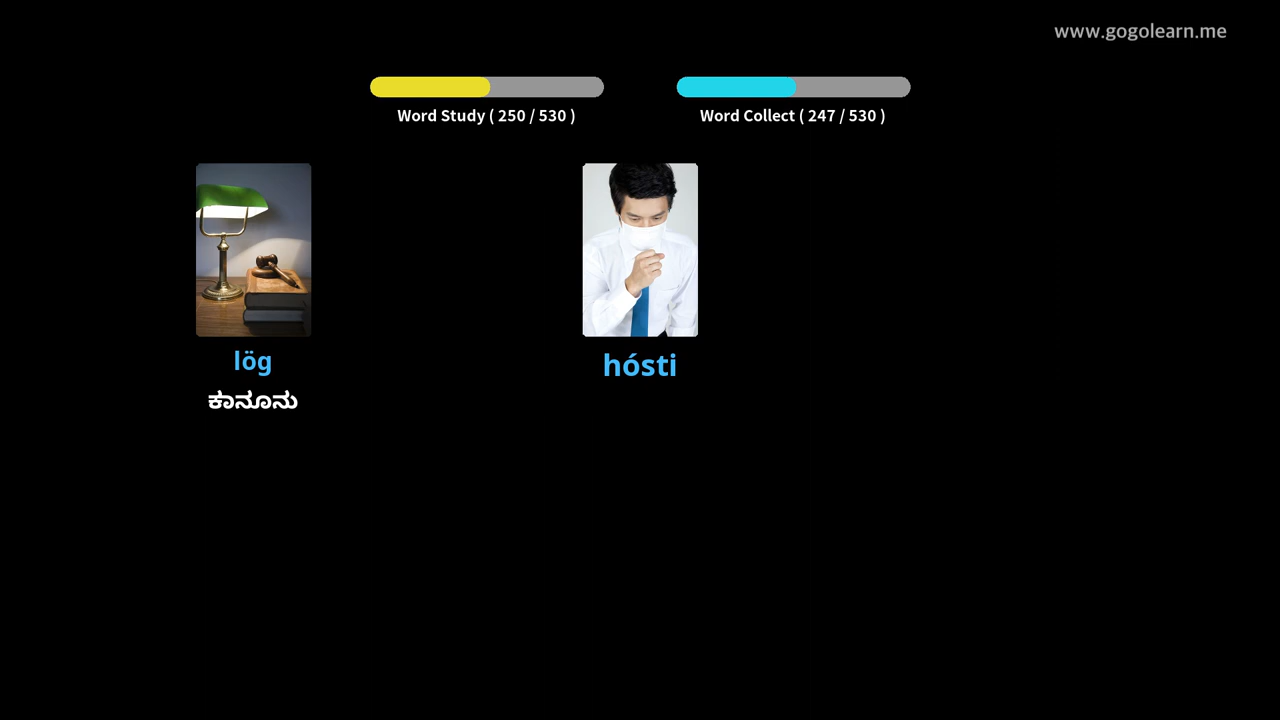 www.gogolearn.me
Word Study ( 250 / 530 )
Word Collect ( 247 / 530 )
lög
hósti
ಕಾನೂನು